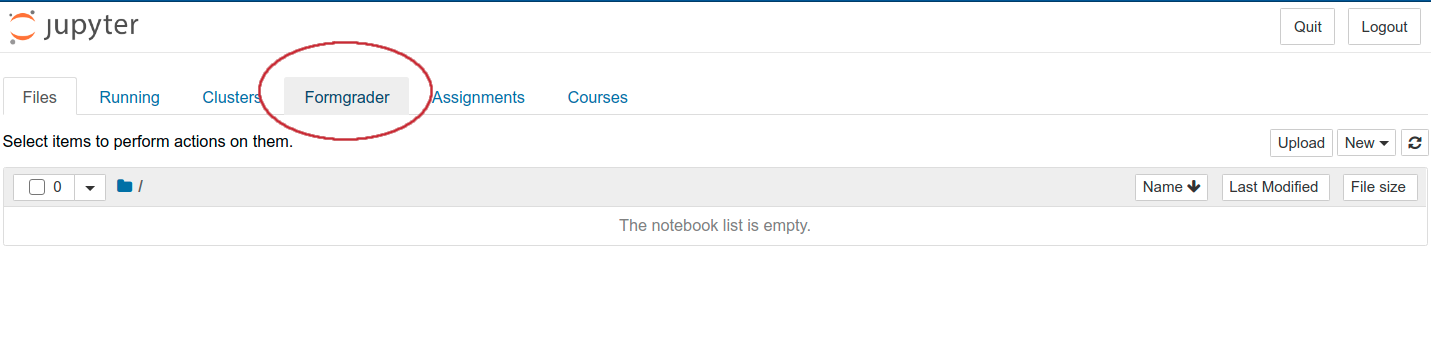 jupyter Quit Logout
Files Running Clusters Formgrader Assignments Courses
Select items to perform actions on them. Upload New
0 / Name Last Modified File size
The notebook list is empty.